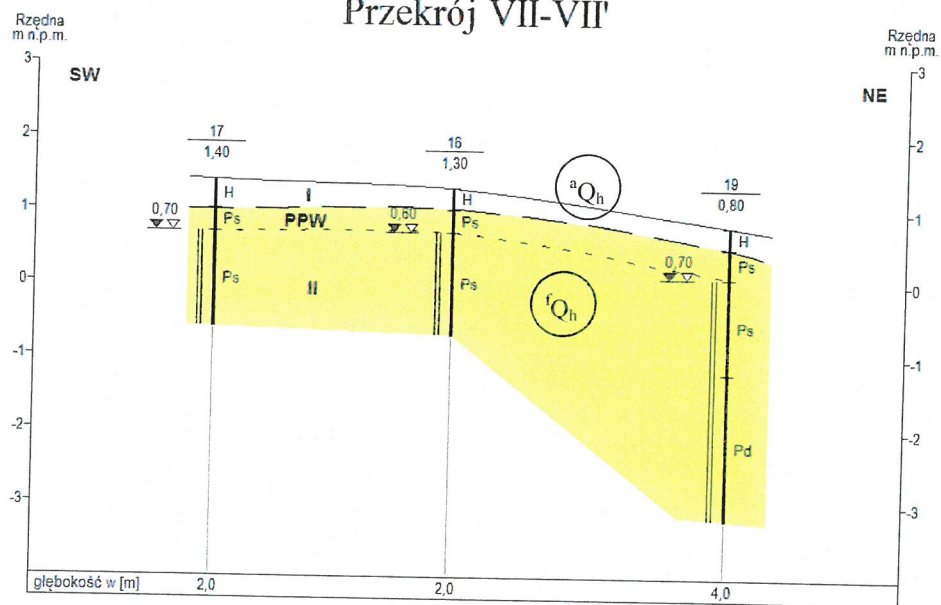 Przekrój VII-VII'
Rzędna
m n.p.m.
Rzędna
m n.p.m.
SW
NE
3
2
1
0
-1
-2
-3
3
2
1
0
-1
-2
-3
17
1,40
16
1,30
19
0,80
H
I
H
ᵃQₕ
H
0,70
Ps
PPW
0,60
Ps
0,70
Ps
Ps
II
Ps
ᶠQₕ
Ps
Pd
głębokość w [m]
2,0
2,0
4,0